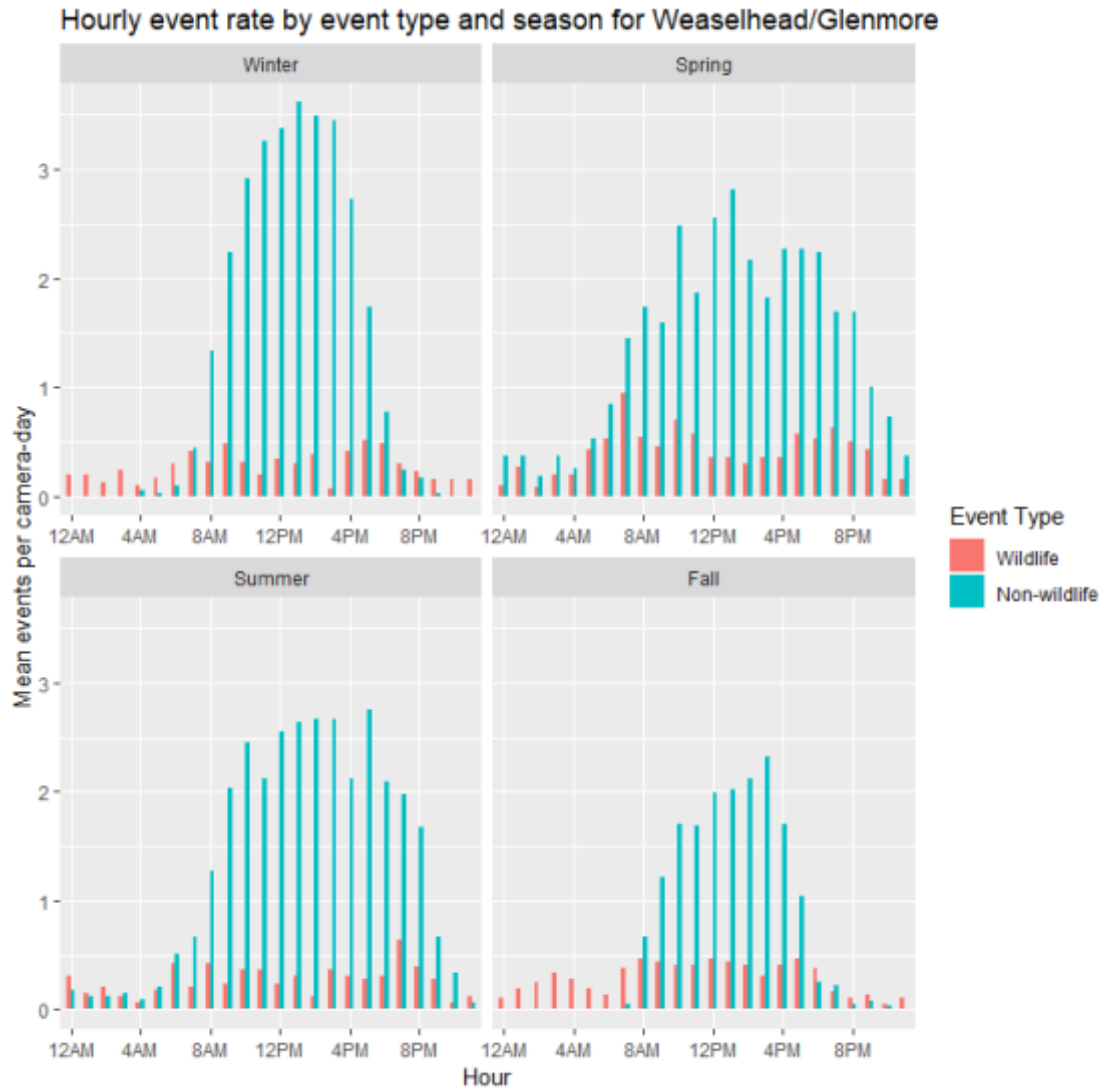 Hourly event rate by event type and season for Weaselhead/Glenmore
Winter
Spring
3
2
1
0
12AM 4AM 8AM 12PM 4PM 8PM
12AM 4AM 8AM 12PM 4PM 8PM
Mean events per camera-day
Summer
Fall
3
2
1
0
12AM 4AM 8AM 12PM 4PM 8PM
12AM 4AM 8AM 12PM 4PM 8PM
Hour
Event Type
Wildlife
Non-wildlife